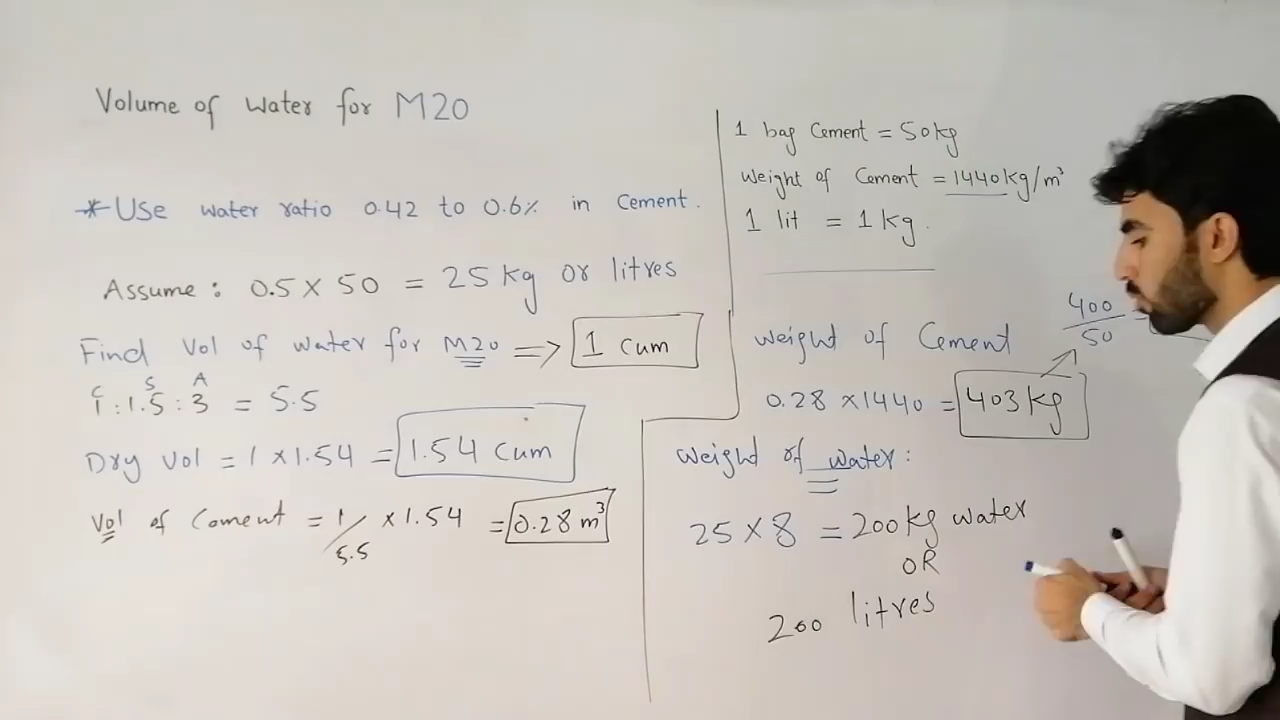 Volume of Water for M20
* Use water ratio 0.42 to 0.6% in Cement.
Assume: 0.5 X 50 = 25 kg or litres
Find Vol of water for M20 => 1 Cum
C S A
1 : 1.5 : 3 = 5.5
Dry Vol = 1 x 1.54 = 1.54 Cum
Vol of Cement = 1/5.5 x 1.54 = 0.28 m³
1 bag Cement = 50kg
Weight of Cement = 1440kg/m³
1 lit = 1 kg.
Weight of Cement
400/50 =
0.28 x 1440 = 403 kg
Weight of water:
25 X 8 = 200kg water
OR
200 litres